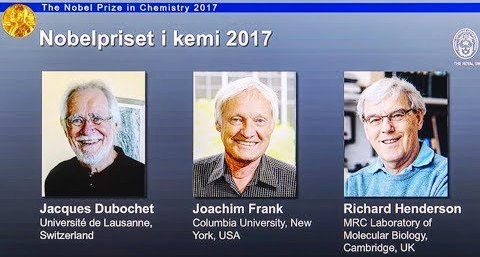 The Nobel Prize in Chemistry 2017
Nobelpriset i kemi 2017
THE ROYAL SW
Jacques Dubochet
Université de Lausanne,
Switzerland
Joachim Frank
Columbia University, New
York, USA
Richard Henderson
MRC Laboratory of
Molecular Biology,
Cambridge, UK